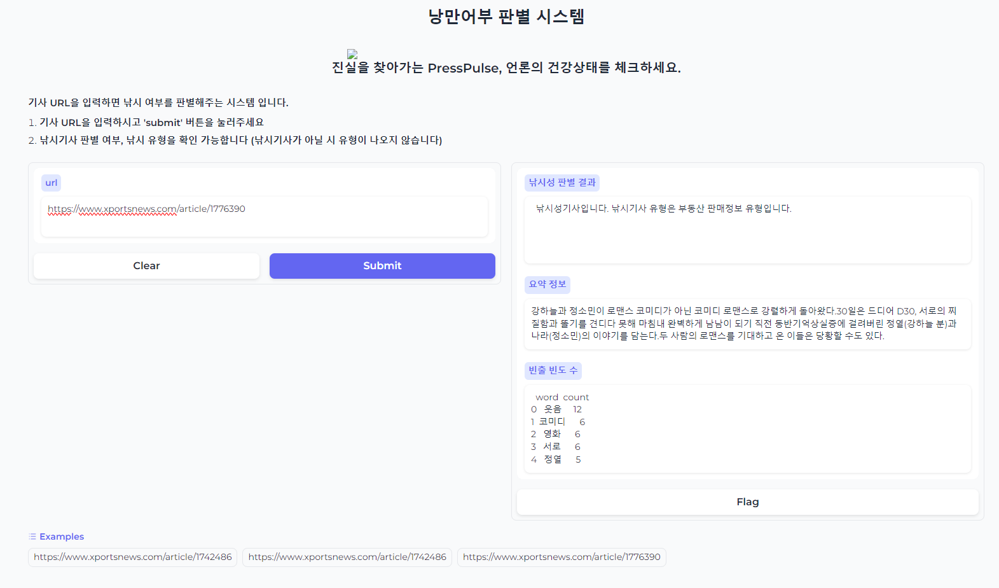 낭만어부 판별 시스템
진실을 찾아가는 PressPulse, 언론의 건강상태를 체크하세요.
기사 URL을 입력하면 낚시 여부를 판별해주는 시스템 입니다.
1. 기사 URL을 입력하시고 'submit' 버튼을 눌러주세요
2. 낚시기사 판별 여부, 낚시 유형을 확인 가능합니다 (낚시기사가 아닐 시 유형이 나오지 않습니다)
url
https://www.xportsnews.com/article/1776390
Clear
Submit
낚시성 판별 결과
낚시성기사입니다. 낚시기사 유형은 부동산 판매정보 유형입니다.
요약 정보
강하늘과 정소민이 로맨스 코미디가 아닌 코미디 로맨스로 강렬하게 돌아왔다.30일은 드디어 D30, 서로의 찌
질함과 똘기를 견디다 못해 마침내 완벽하게 남남이 되기 직전 동반기억상실증에 걸려버린 정열(강하늘 분)과
나라(정소민)의 이야기를 담는다.두 사람의 로맨스를 기대하고 온 이들은 당황할 수도 있다.
빈출 빈도 수
word count
0 웃음 12
1 코미디 6
2 영화 6
3 서로 6
4 정열 5
Flag
Examples
https://www.xportsnews.com/article/1742486
https://www.xportsnews.com/article/1742486
https://www.xportsnews.com/article/1776390